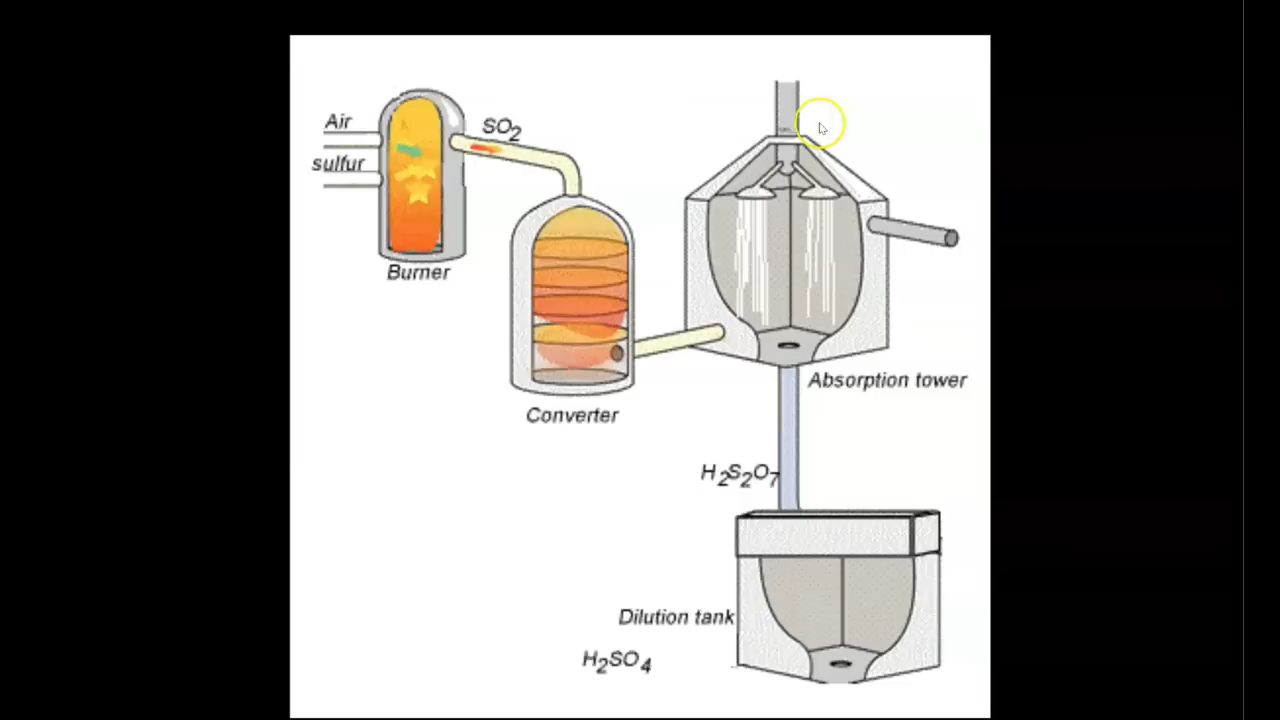 Air
SO2
sulfur
Burner
Absorption tower
Converter
H2S2O7
Dilution tank
H2SO4